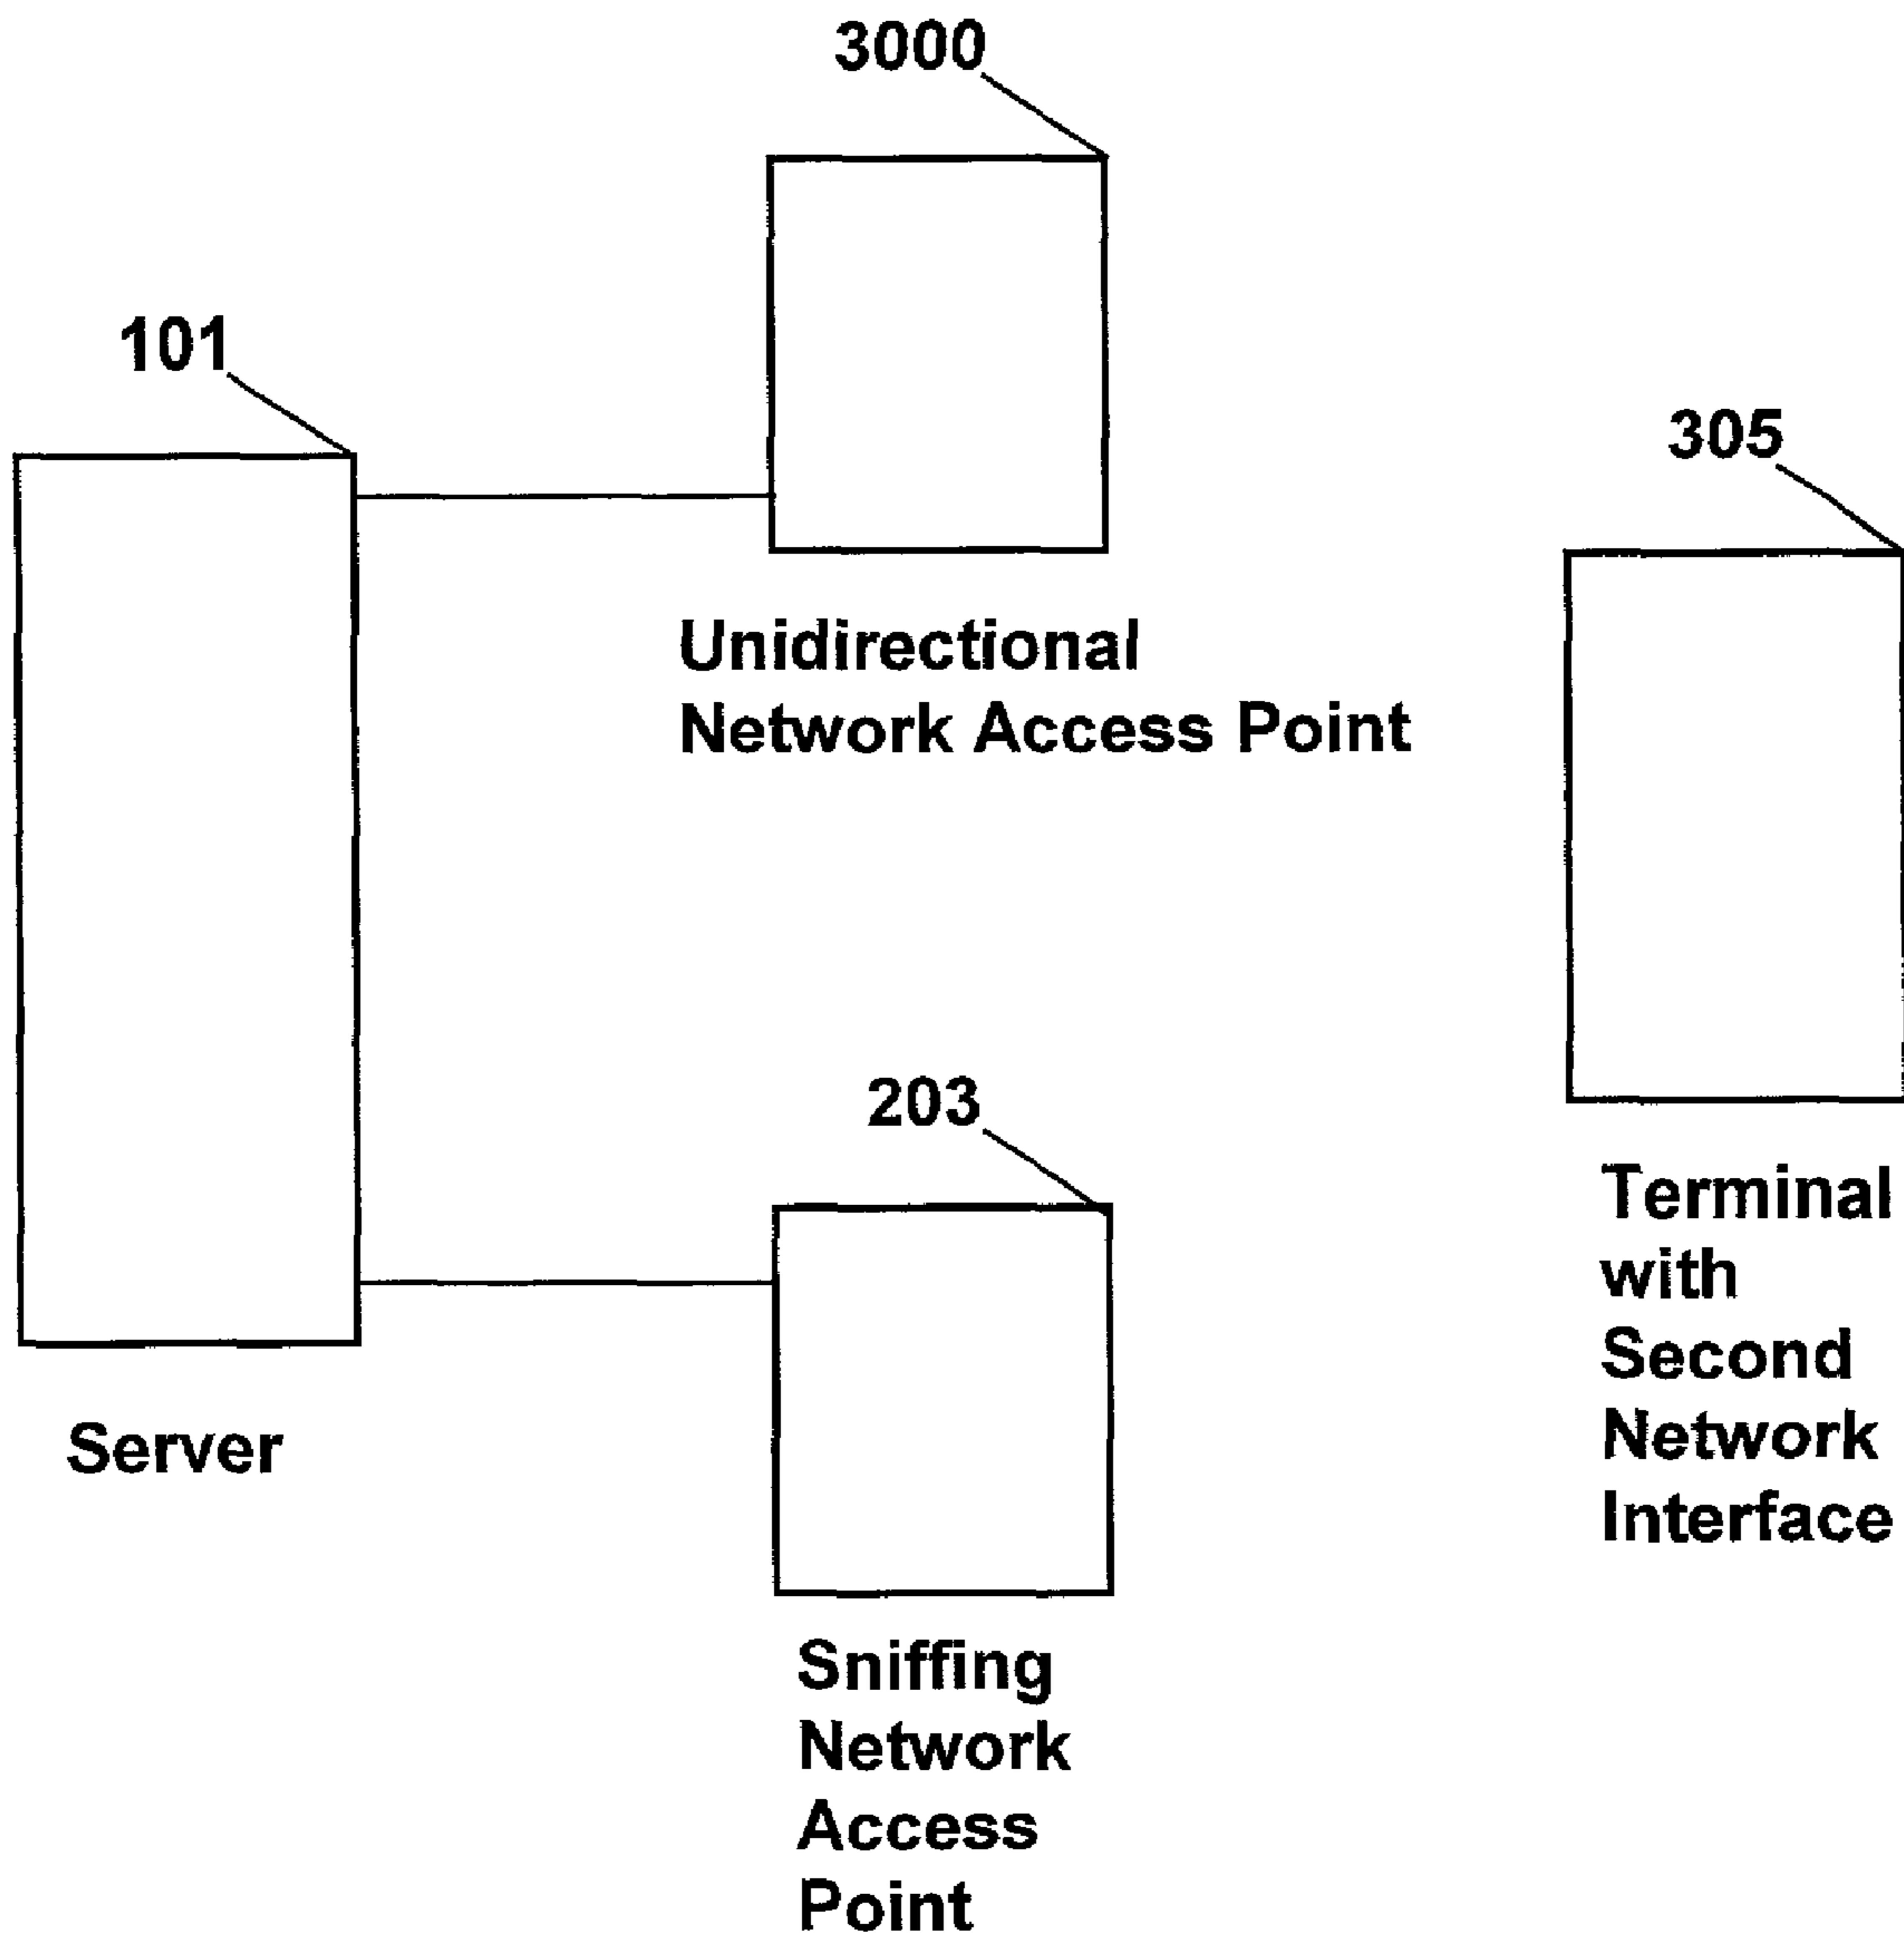 3000
101
305
Unidirectional
Network Access Point
203
Terminal
with
Second
Network
Interface
Server
Sniffing
Network
Access
Point